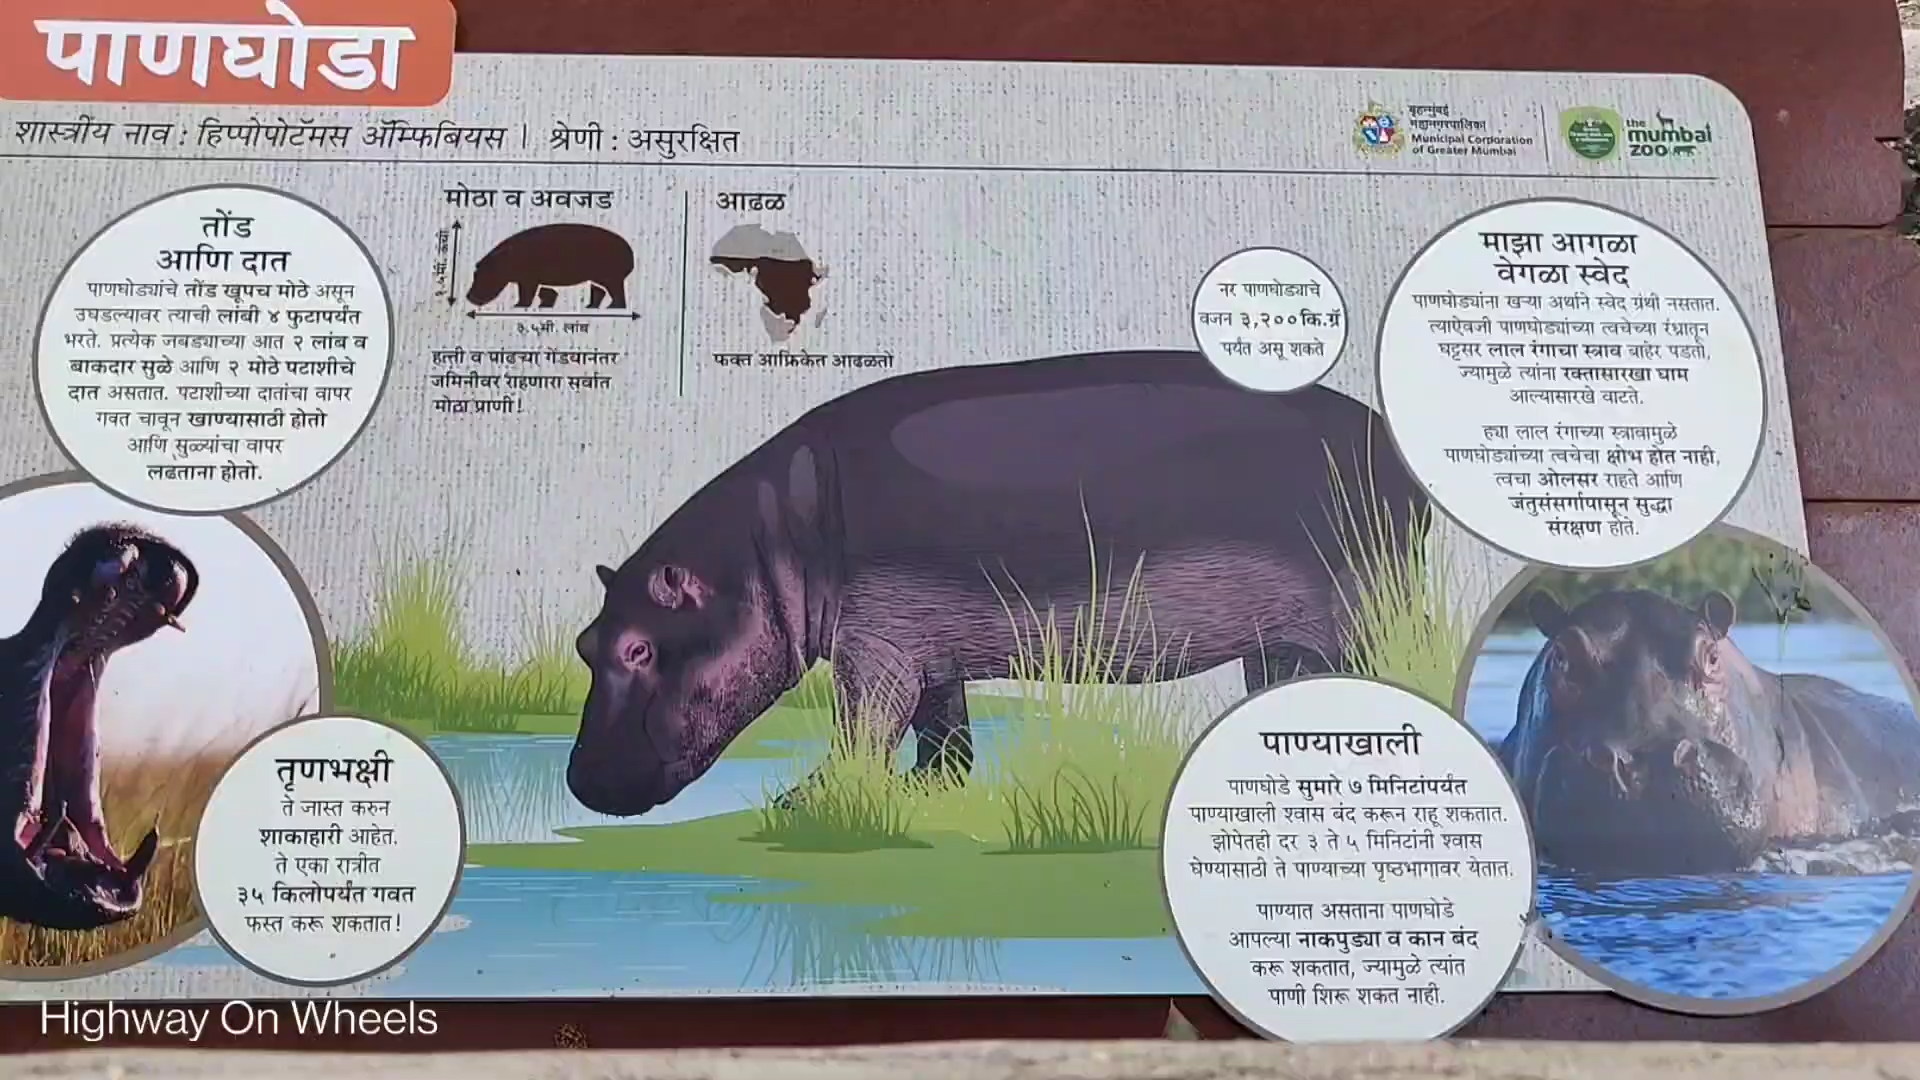 पाणघोडा
शास्त्रीय नाव : हिप्पोपोटॅमस ॲम्फिबियस | श्रेणी : असुरक्षित
बृहन्मुंबई
महानगरपालिका
Municipal Corporation
of Greater Mumbai
the
mumbai
zoo
तोंड
आणि दात
पाणघोड्यांचे तोंड खूपच मोठे असून
उघडल्यावर त्याची लांबी ४ फुटापर्यंत
भरते. प्रत्येक जबड्याच्या आत २ लांब व
बाकदार सुळे आणि २ मोठे पटाशीचे
दात असतात. पटाशीच्या दातांचा वापर
गवत चावून खाण्यासाठी होतो
आणि सुळ्यांचा वापर
लढताना होतो.
मोठा व अवजड
३.५मी. लांब
हत्ती व पांढऱ्या गेंड्यानंतर
जमिनीवर राहणारा सर्वात
मोठा प्राणी!
आढळ
फक्त आफ्रिकेत आढळतो
नर पाणघोड्याचे
वजन ३,२००कि.ग्रॅ
पर्यंत असू शकते
माझा आगळा
वेगळा स्वेद
पाणघोड्यांना खऱ्या अर्थाने स्वेद ग्रंथी नसतात.
त्याऐवजी पाणघोड्यांच्या त्वचेच्या रंध्रातून
घट्टसर लाल रंगाचा स्त्राव बाहेर पडतो,
ज्यामुळे त्यांना रक्तासारखा घाम
आल्यासारखे वाटते.
ह्या लाल रंगाच्या स्त्रावामुळे
पाणघोड्यांच्या त्वचेचा क्षोभ होत नाही,
त्वचा ओलसर राहते आणि
जंतुसंसर्गापासून सुद्धा
संरक्षण होते.
तृणभक्षी
ते जास्त करुन
शाकाहारी आहेत.
ते एका रात्रीत
३५ किलोपर्यंत गवत
फस्त करू शकतात!
पाण्याखाली
पाणघोडे सुमारे ७ मिनिटांपर्यंत
पाण्याखाली श्वास बंद करून राहू शकतात.
झोपेतही दर ३ ते ५ मिनिटांनी श्वास
घेण्यासाठी ते पाण्याच्या पृष्ठभागावर येतात.
पाण्यात असताना पाणघोडे
आपल्या नाकपुड्या व कान बंद
करू शकतात, ज्यामुळे त्यांत
पाणी शिरू शकत नाही.
Highway On Wheels